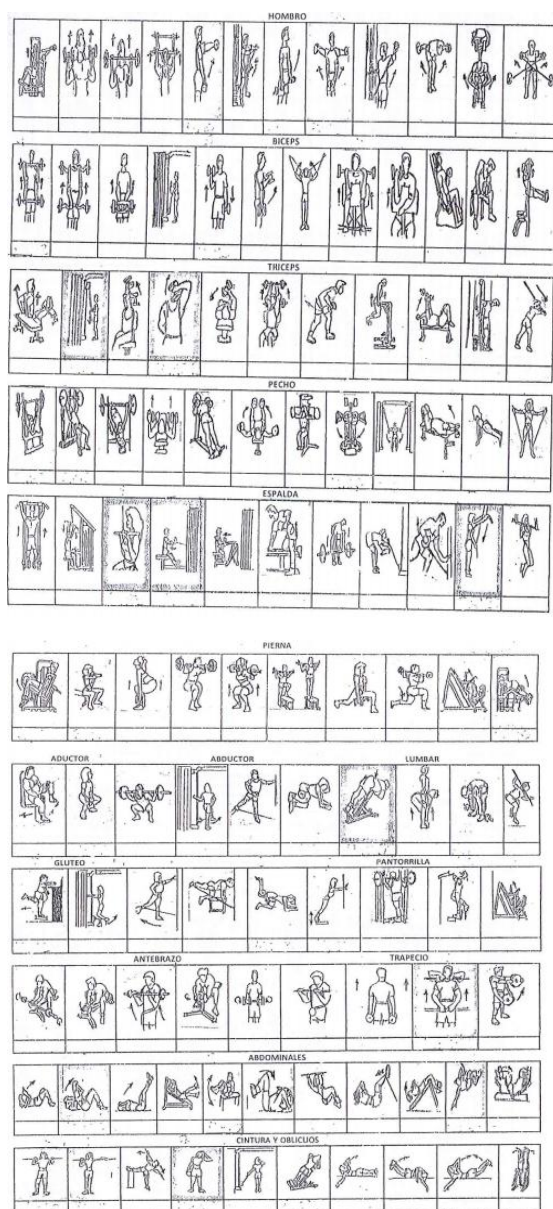 HOMBRO
BICEPS
TRICEPS
PECHO
ESPALDA
PIERNA
ADUCTOR ABDUCTOR LUMBAR
GLUTEO PANTORRILLA
ANTEBRAZO TRAPECIO
ABDOMINALES
CINTURA Y OBLICUOS